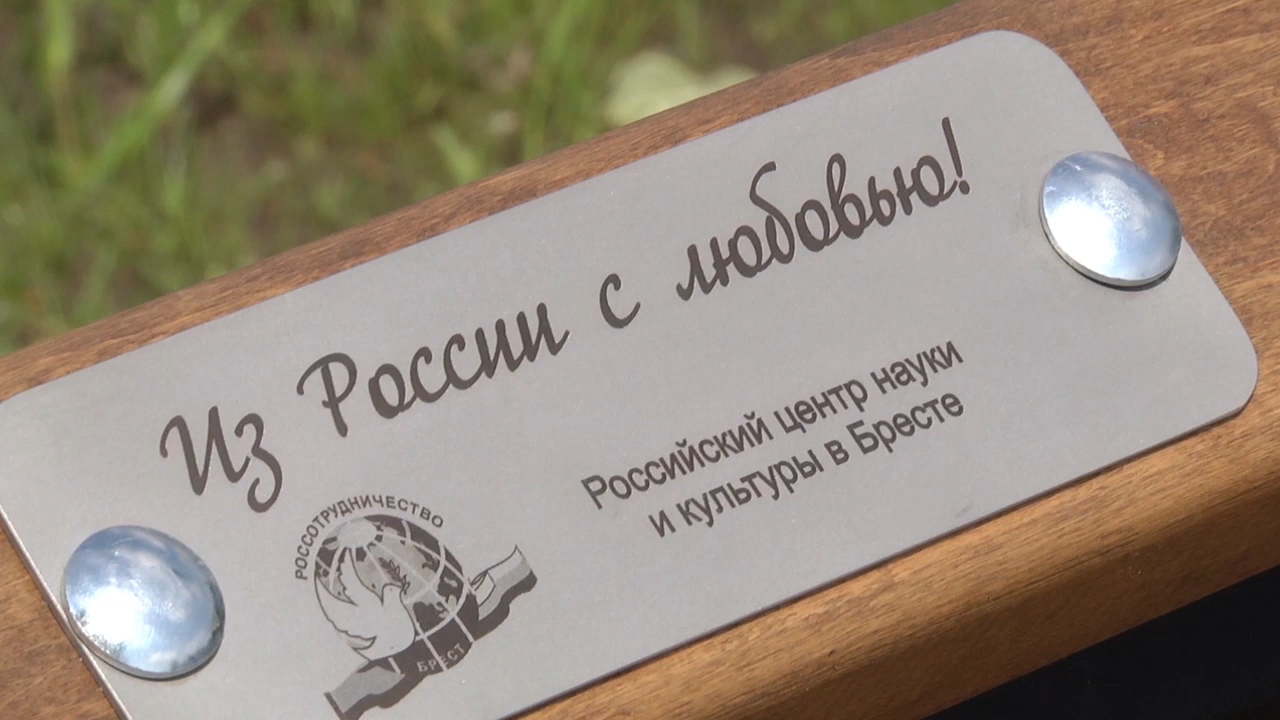 Из России с любовью!
Российский центр науки
и культуры в Бресте
РОССОТРУДНИЧЕСТВО
БРЕСТ